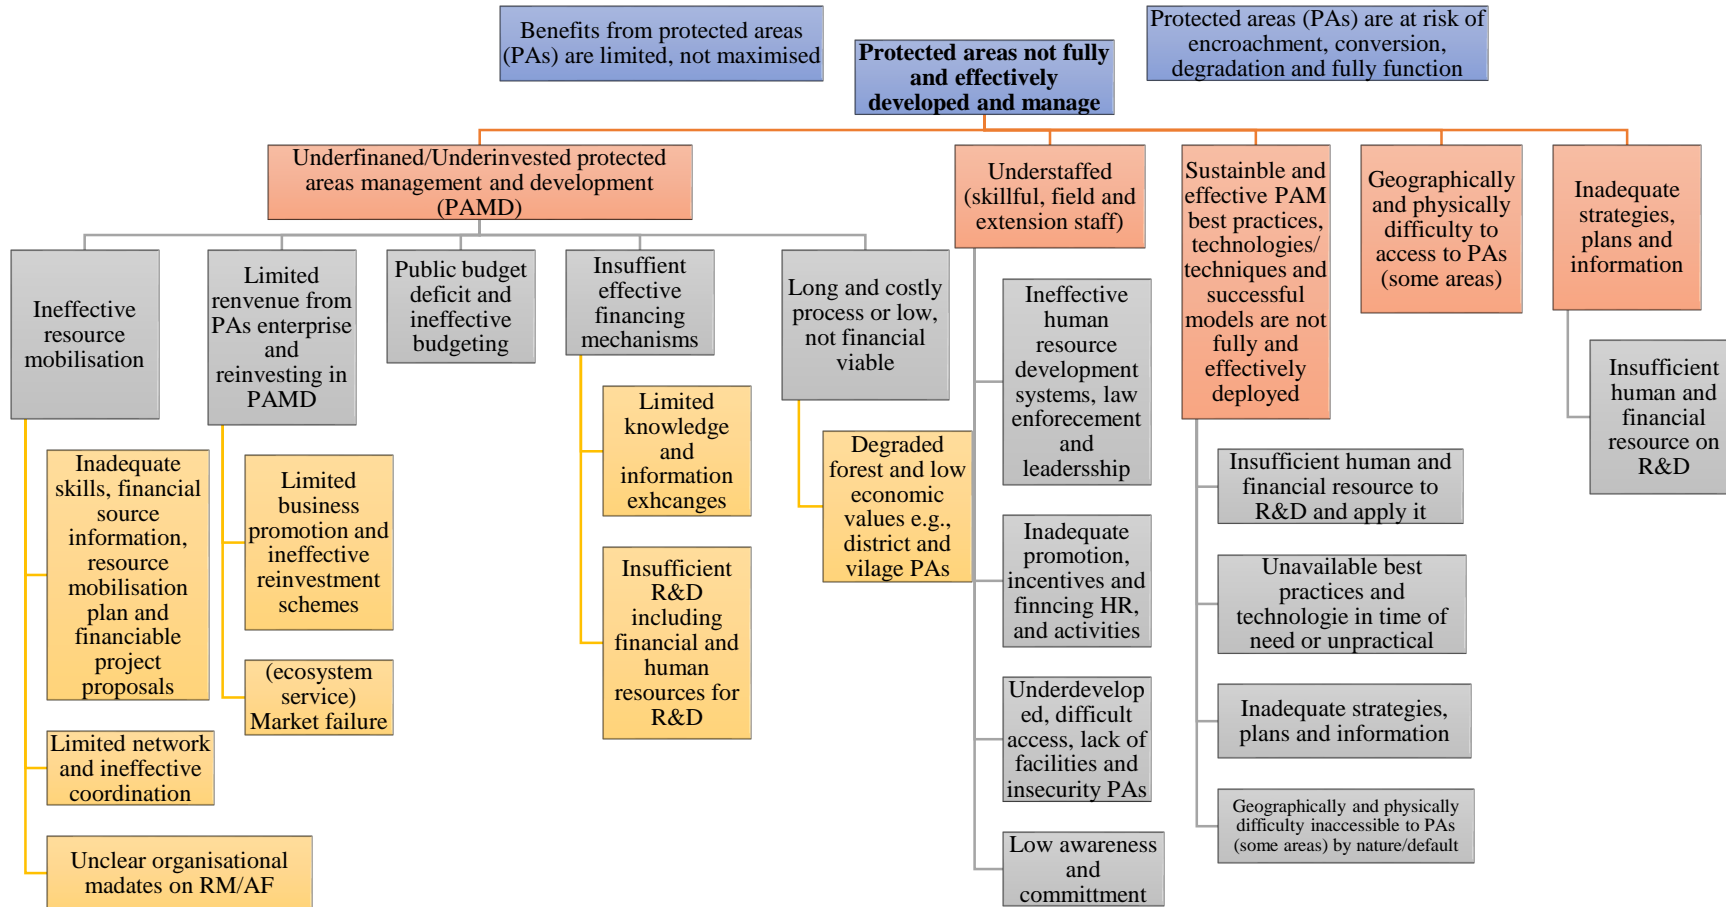 Benefits from protected areas
(PAs) are limited, not maximised
Protected areas not fully
and effectively
developed and manage
Protected areas (PAs) are at risk of
encroachment, conversion,
degradation and fully function
Underfinaned/Underinvested protected
areas management and development
(PAMD)
Understaffed
(skillful, field and
extension staff)
Sustainble and
effective PAM
best practices,
technologies/
techniques and
successful
models are not
fully and
effectively
deployed
Geographically
and physically
difficulty to
access to PAs
(some areas)
Inadequate
strategies,
plans and
information
Ineffective
resource
mobilisation
Limited
renvenue from
PAs enterprise
and
reinvesting in
PAMD
Public budget
deficit and
ineffective
budgeting
Insuffient
effective
financing
mechanisms
Long and costly
process or low,
not financial
viable
Inadequate
skills, financial
source
information,
resource
mobilisation
plan and
financiable
project
proposals
Limited network
and ineffective
coordination
Unclear organisational
madates on RM/AF
Limited
business
promotion and
ineffective
reinvestment
schemes
(ecosystem
service)
Market failure
Limited
knowledge
and
information
exhcanges
Insufficient
R&D
including
financial and
human
resources for
R&D
Degraded
forest and low
economic
values e.g.,
district and
vilage PAs
Ineffective
human
resource
development
systems, law
enforecement
and
leadersship
Inadequate
promotion,
incentives and
finncing HR,
and activities
Underdevelop
ed, difficult
access, lack of
facilities and
insecurity PAs
Low awareness
and
committment
Insufficient human and
financial resource to
R&D and apply it
Unavailable best
practices and
technologie in time of
need or unpractical
Inadequate strategies,
plans and information
Geographically and physically
difficulty inaccessible to PAs
(some areas) by nature/default
Insufficient
human and
financial
resource on
R&D